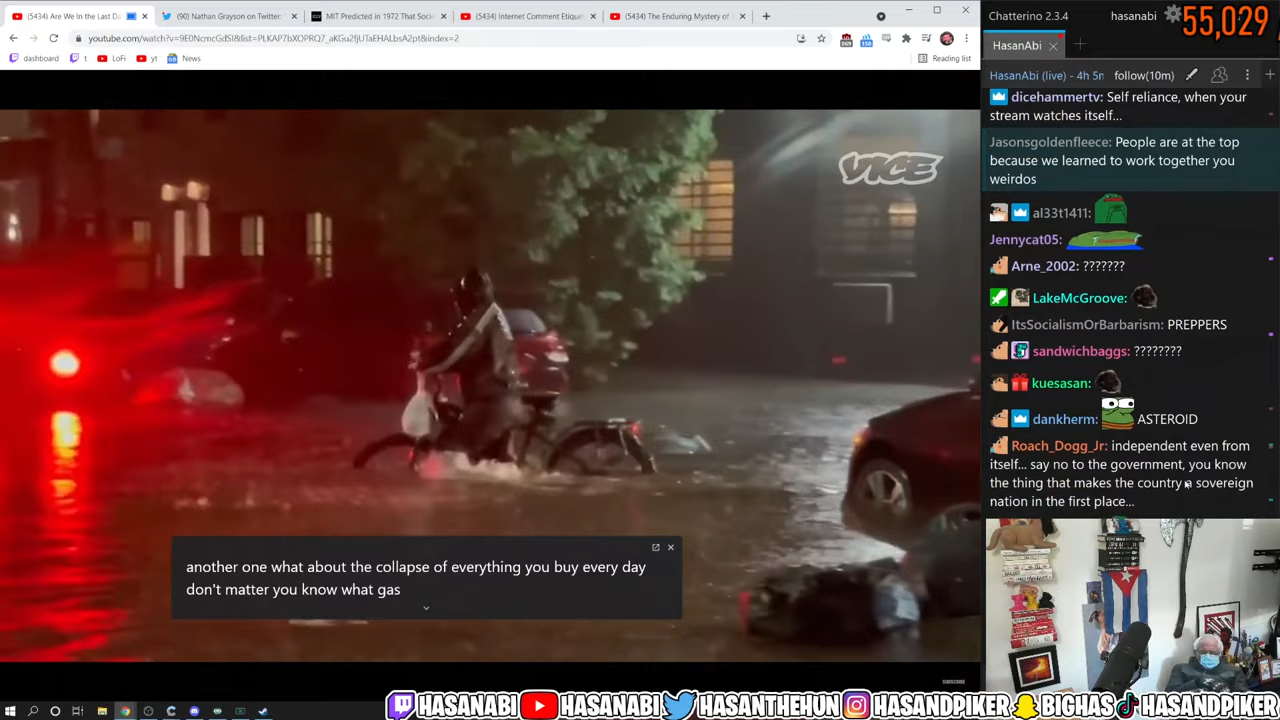 (5434) Are We In the Last Da
(90) Nathan Grayson on Twitter:
MIT Predicted in 1972 That Socie
(5434) Internet Comment Etique
(5434) The Enduring Mystery of
Chatterino 2.3.4
hasanabi
55,029
youtube.com/watch?v=9E0NcmcGdSI&list=PLKAP7bXOPRQ7_aKGu2fjUTaEHALbsA2pt&index=2
869
150
HasanAbi
dashboard
t
LoFi
yt
News
Reading list
HasanAbi (live) - 4h 5m
follow(10m)
dicehammertv: Self reliance, when your
stream watches itself...
Jasonsgoldenfleece: People are at the top
because we learned to work together you
weirdos
al33t1411:
Jennycat05:
Arne_2002: ???????
LakeMcGroove:
ItsSocialismOrBarbarism: PREPPERS
sandwichbaggs: ????????
kuesasan:
dankherm: ASTEROID
Roach_Dogg_Jr: independent even from
itself... say no to the government, you know
the thing that makes the country a sovereign
nation in the first place...
VICE
another one what about the collapse of everything you buy every day
don't matter you know what gas
SUBSCRIBE
HASANABI
HASANABI
HASANTHEHUN
HASANDPIKER
BIGHAS
HASANDPIKER